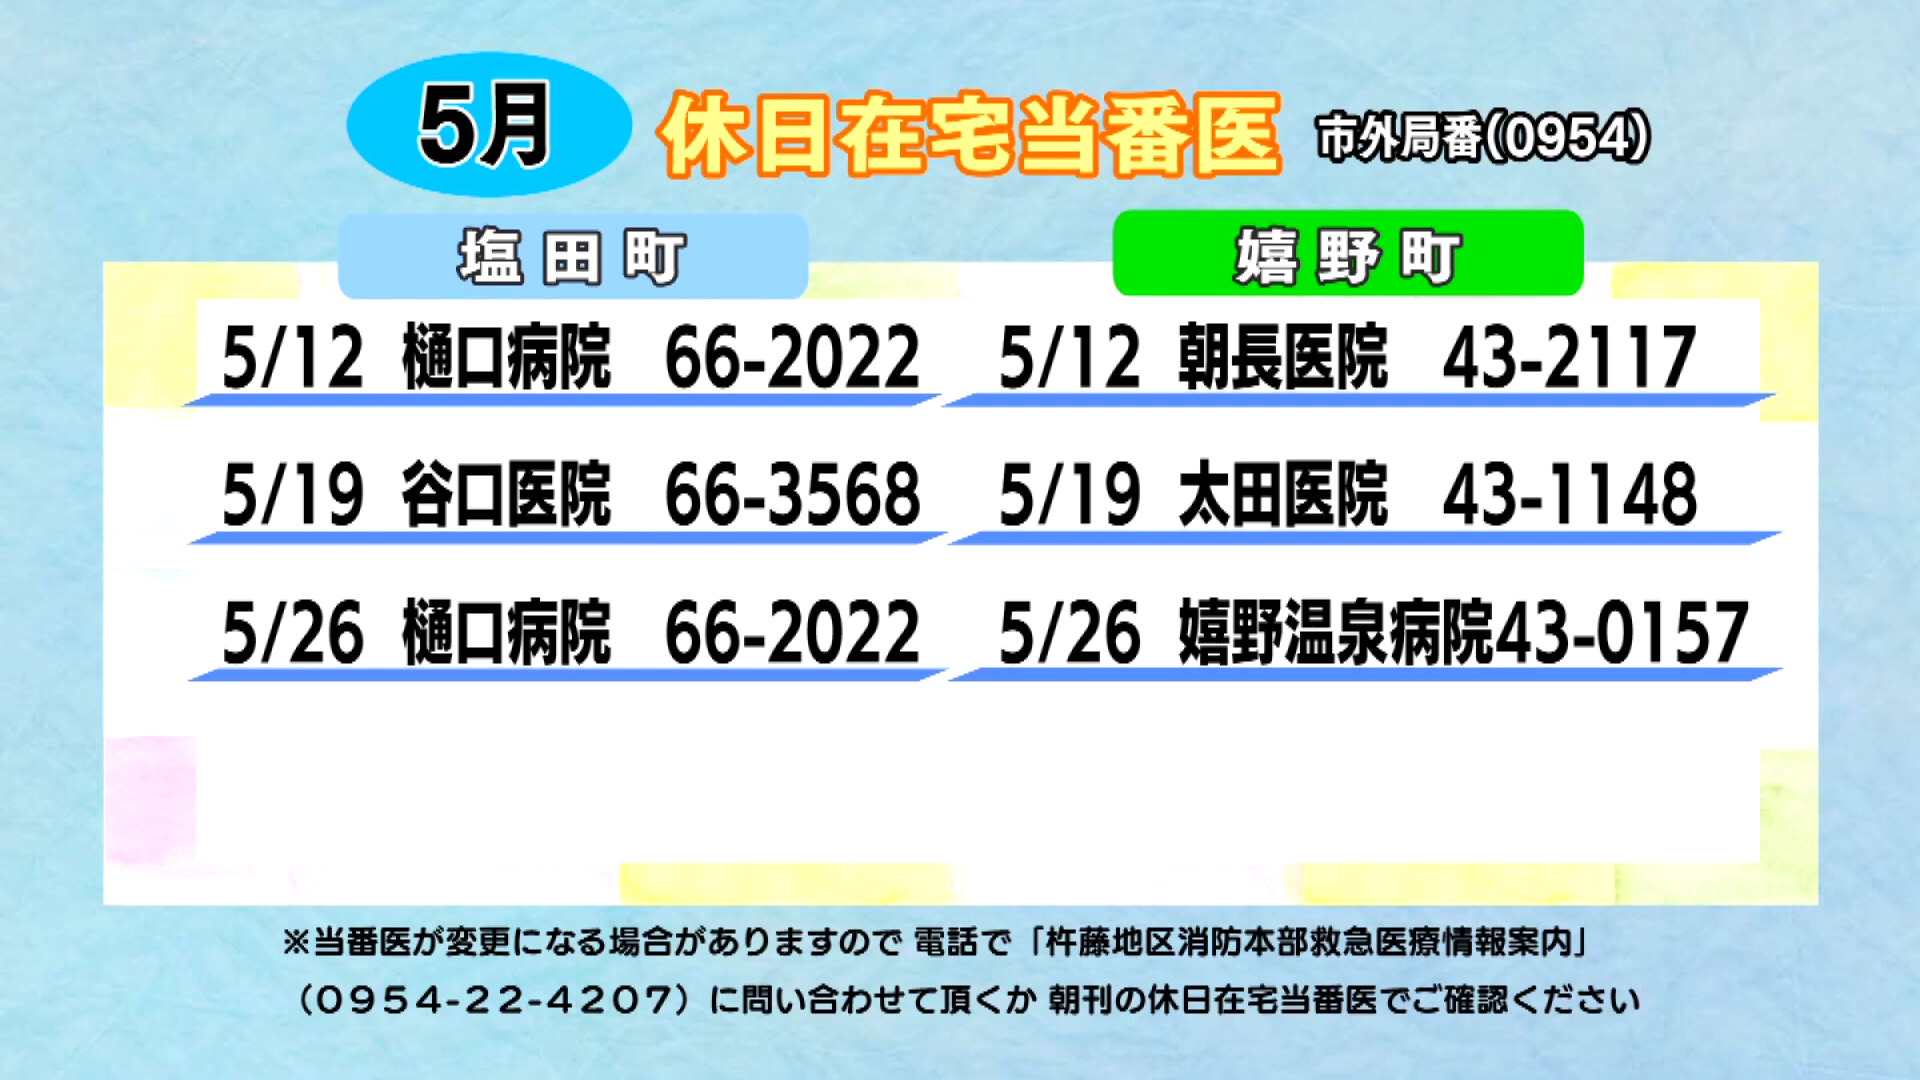 5月 休日在宅当番医 市外局番(0954)
塩田町 嬉野町
5/12 樋口病院 66-2022 5/12 朝長医院 43-2117
5/19 谷口医院 66-3568 5/19 太田医院 43-1148
5/26 樋口病院 66-2022 5/26 嬉野温泉病院43-0157
※当番医が変更になる場合がありますので 電話で「杵藤地区消防本部救急医療情報案内」
（０９５４-２２-４２０７）に問い合わせて頂くか 朝刊の休日在宅当番医でご確認ください